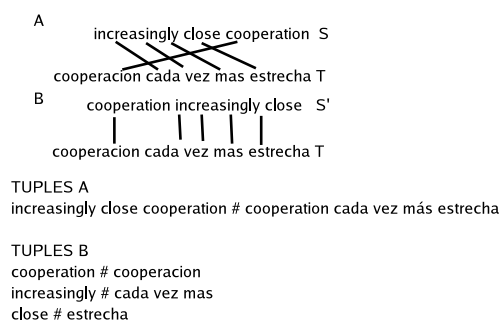 A
increasingly close cooperation S
cooperacion cada vez mas estrecha T
B
cooperation increasingly close S'
cooperacion cada vez mas estrecha T
TUPLES A
increasingly close cooperation # cooperation cada vez más estrecha
TUPLES B
cooperation # cooperacion
increasingly # cada vez mas
close # estrecha